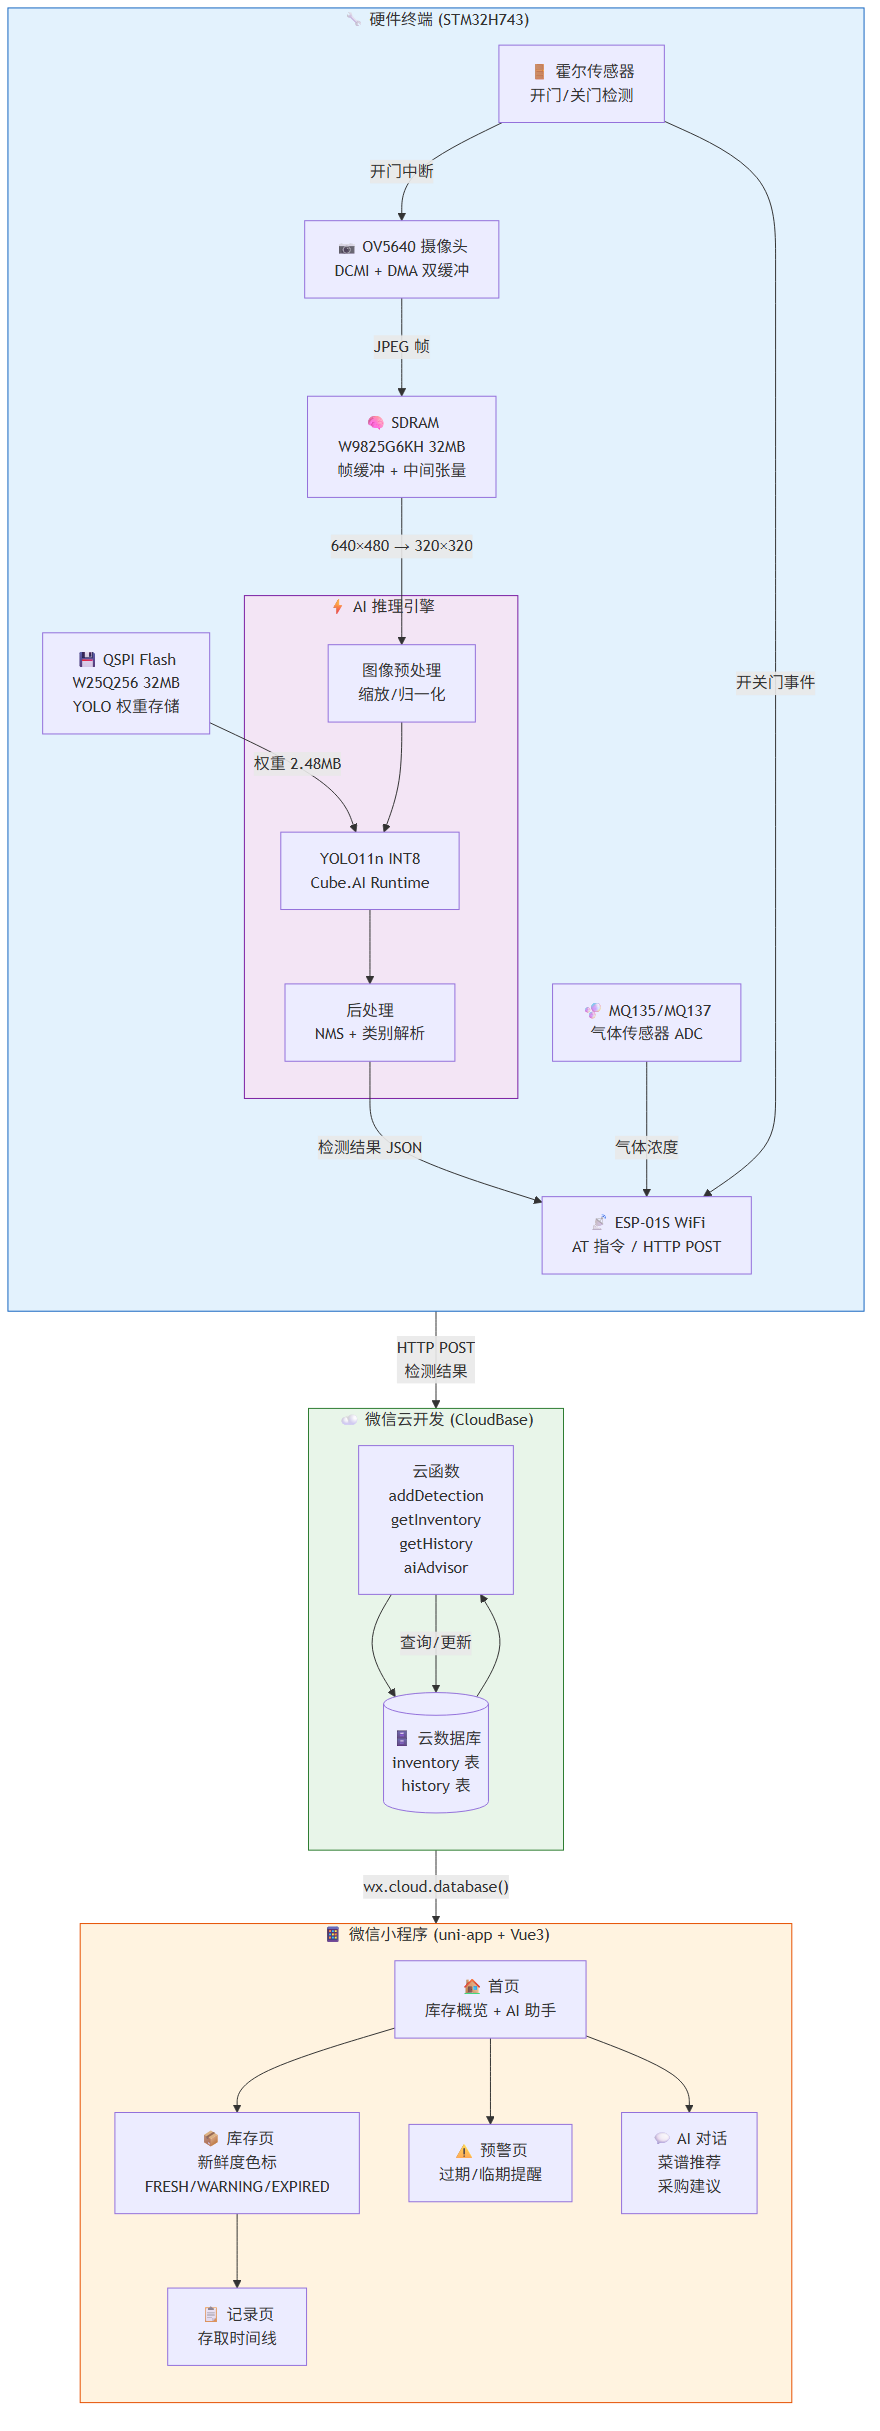 硬件终端 (STM32H743)
霍尔传感器
开门/关门检测
开门中断
OV5640 摄像头
DCMI + DMA 双缓冲
JPEG 帧
SDRAM
W9825G6KH 32MB
帧缓冲 + 中间张量
640×480 → 320×320
AI 推理引擎
QSPI Flash
W25Q256 32MB
YOLO 权重存储
图像预处理
缩放/归一化
开关门事件
权重 2.48MB
YOLO11n INT8
Cube.AI Runtime
后处理
NMS + 类别解析
MQ135/MQ137
气体传感器 ADC
检测结果 JSON
气体浓度
ESP-01S WiFi
AT 指令 / HTTP POST
HTTP POST
检测结果
微信云开发 (CloudBase)
云函数
addDetection
getInventory
getHistory
aiAdvisor
查询/更新
云数据库
inventory 表
history 表
wx.cloud.database()
微信小程序 (uni-app + Vue3)
首页
库存概览 + AI 助手
库存页
新鲜度色标
FRESH/WARNING/EXPIRED
预警页
过期/临期提醒
AI 对话
菜谱推荐
采购建议
记录页
存取时间线